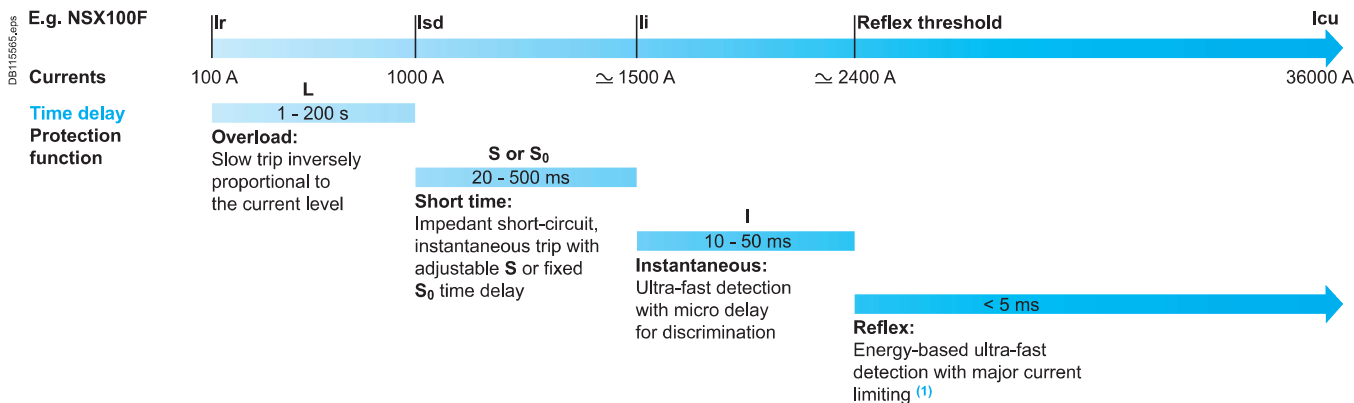 DB115565.eps
E.g. NSX100F
Ir
Isd
Ii
Reflex threshold
Icu
Currents
100 A
1000 A
≃ 1500 A
≃ 2400 A
36000 A
Time delay
Protection
function
L
1 - 200 s
Overload:
Slow trip inversely
proportional to
the current level
S or S₀
20 - 500 ms
Short time:
Impedant short-circuit,
instantaneous trip with
adjustable S or fixed
S₀ time delay
I
10 - 50 ms
Instantaneous:
Ultra-fast detection
with micro delay
for discrimination
< 5 ms
Reflex:
Energy-based ultra-fast
detection with major current
limiting (1)